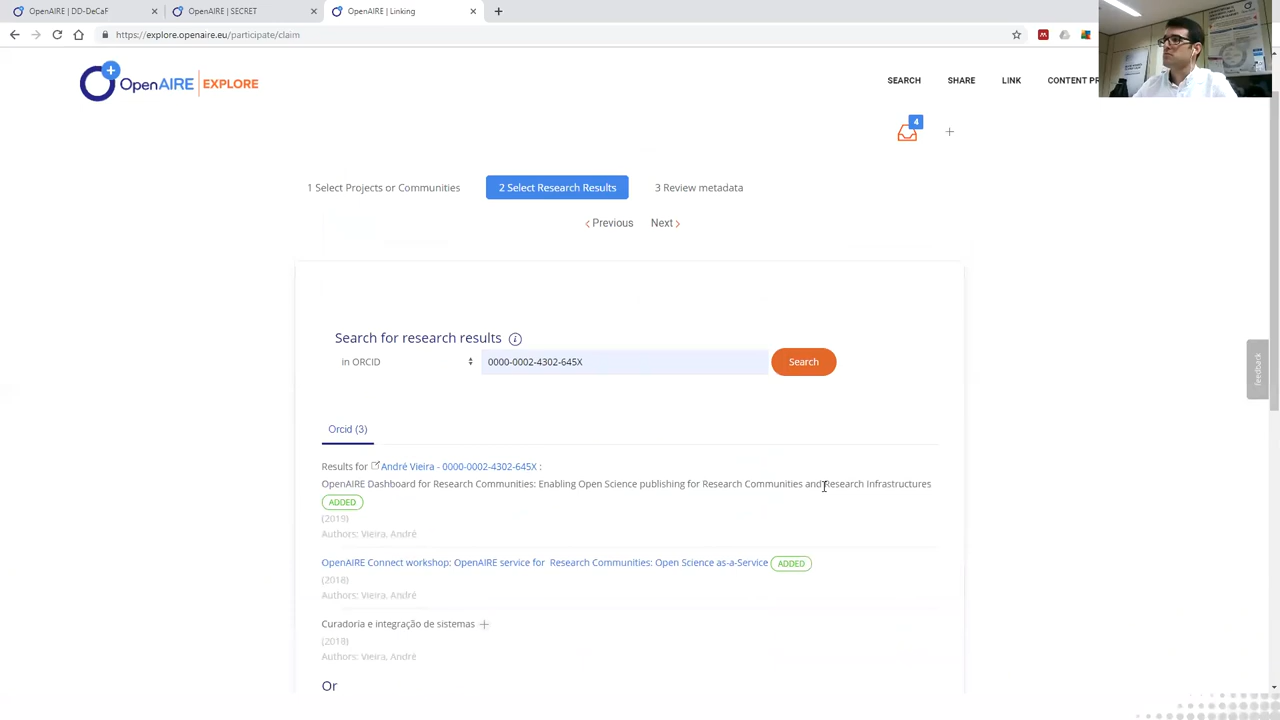 OpenAIRE | DD-DeCaF
OpenAIRE | SECRET
OpenAIRE | Linking
https://explore.openaire.eu/participate/claim
OpenAIRE | EXPLORE
SEARCH
SHARE
LINK
CONTENT PR
4
1 Select Projects or Communities
2 Select Research Results
3 Review metadata
Previous
Next
Search for research results
in ORCID
0000-0002-4302-645X
Search
Feedback
Orcid (3)
Results for André Vieira - 0000-0002-4302-645X :
OpenAIRE Dashboard for Research Communities: Enabling Open Science publishing for Research Communities and Research Infrastructures
ADDED
(2019)
Authors: Vieira, André
OpenAIRE Connect workshop: OpenAIRE service for Research Communities: Open Science as-a-Service ADDED
(2018)
Authors: Vieira, André
Curadoria e integração de sistemas
(2018)
Authors: Vieira, André
Or